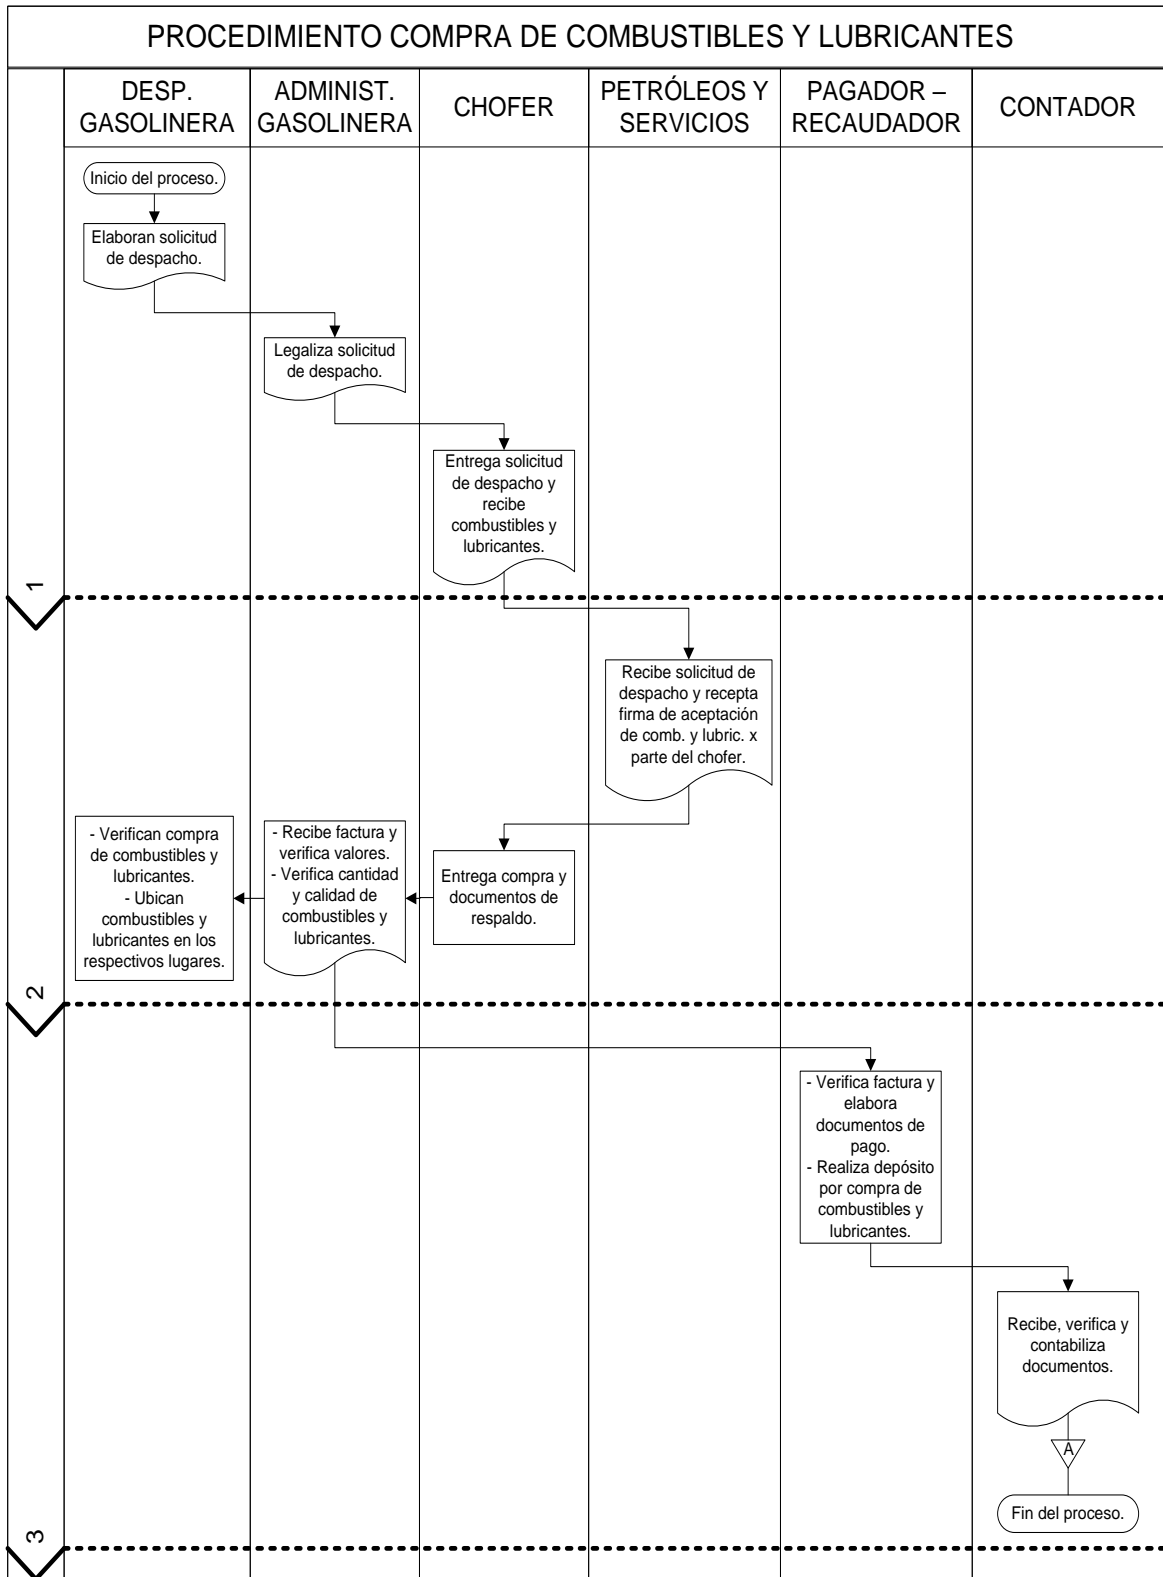 PROCEDIMIENTO COMPRA DE COMBUSTIBLES Y LUBRICANTES
DESP.
GASOLINERA
ADMINIST.
GASOLINERA
CHOFER
PETRÓLEOS Y
SERVICIOS
PAGADOR –
RECAUDADOR
CONTADOR
Inicio del proceso.
Elaboran solicitud
de despacho.
Legaliza solicitud
de despacho.
Entrega solicitud
de despacho y
recibe
combustibles y
lubricantes.
1
Recibe solicitud de
despacho y recepta
firma de aceptación
de comb. y lubric. x
parte del chofer.
- Verifican compra
de combustibles y
lubricantes.
- Ubican
combustibles y
lubricantes en los
respectivos lugares.
- Recibe factura y
verifica valores.
- Verifica cantidad
y calidad de
combustibles y
lubricantes.
Entrega compra y
documentos de
respaldo.
2
- Verifica factura y
elabora
documentos de
pago.
- Realiza depósito
por compra de
combustibles y
lubricantes.
Recibe, verifica y
contabiliza
documentos.
A
Fin del proceso.
3